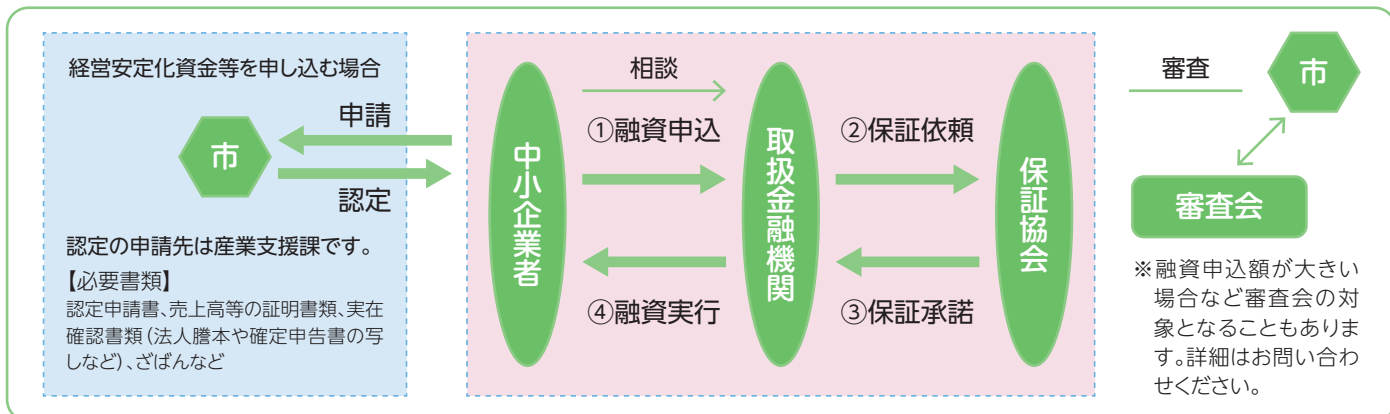 経営安定化資金等を申し込む場合
申請
市
認定
認定の申請先は産業支援課です。
【必要書類】
認定申請書、売上高等の証明書類、実在
確認書類(法人謄本や確定申告書の写
しなど)、ざばんなど
中小企業者
相談
①融資申込
④融資実行
取扱金融機関
②保証依頼
③保証承諾
保証協会
審査
市
審査会
※融資申込額が大きい
場合など審査会の対
象となることもありま
す。詳細はお問い合わ
せください。